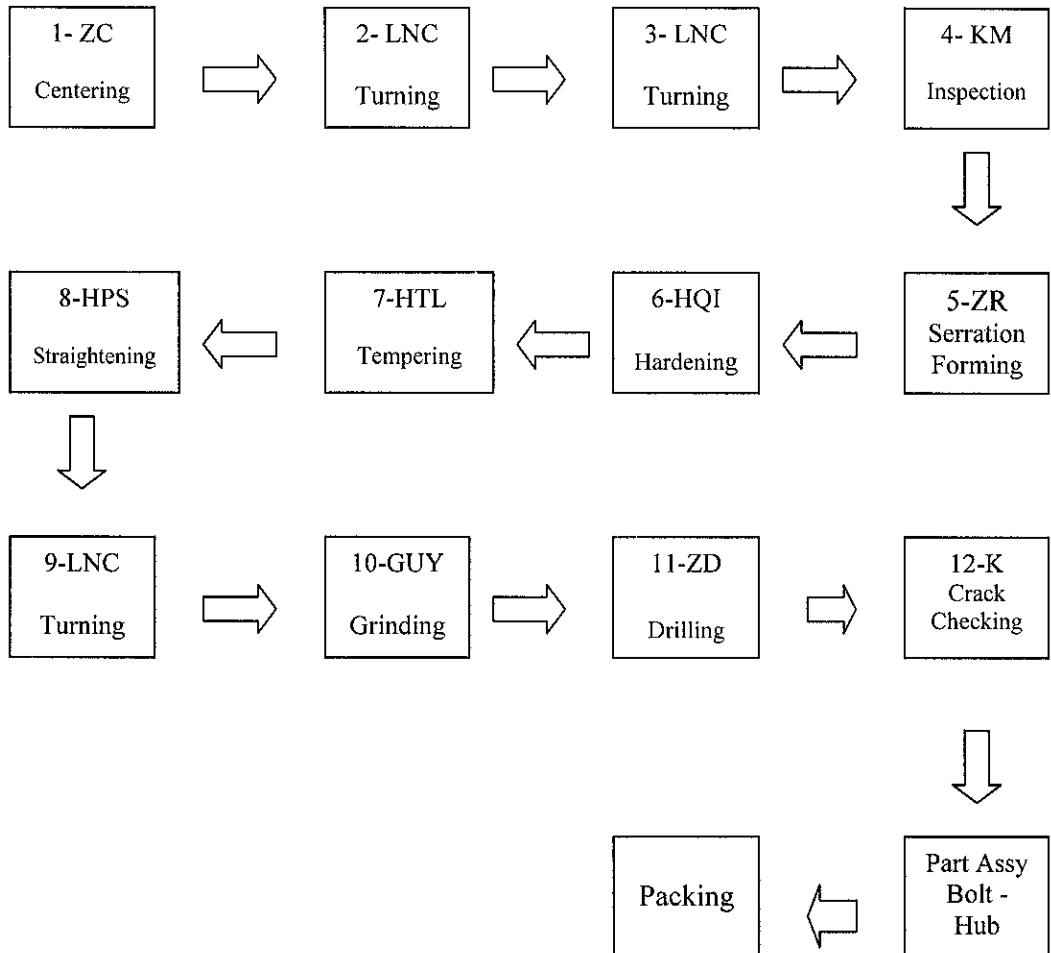 1- ZC
Centering
2- LNC
Turning
3- LNC
Turning
4- KM
Inspection
5-ZR
Serration
Forming
6-HQI
Hardening
7-HTL
Tempering
8-HPS
Straightening
9-LNC
Turning
10-GUY
Grinding
11-ZD
Drilling
12-K
Crack
Checking
Part Assy
Bolt -
Hub
Packing